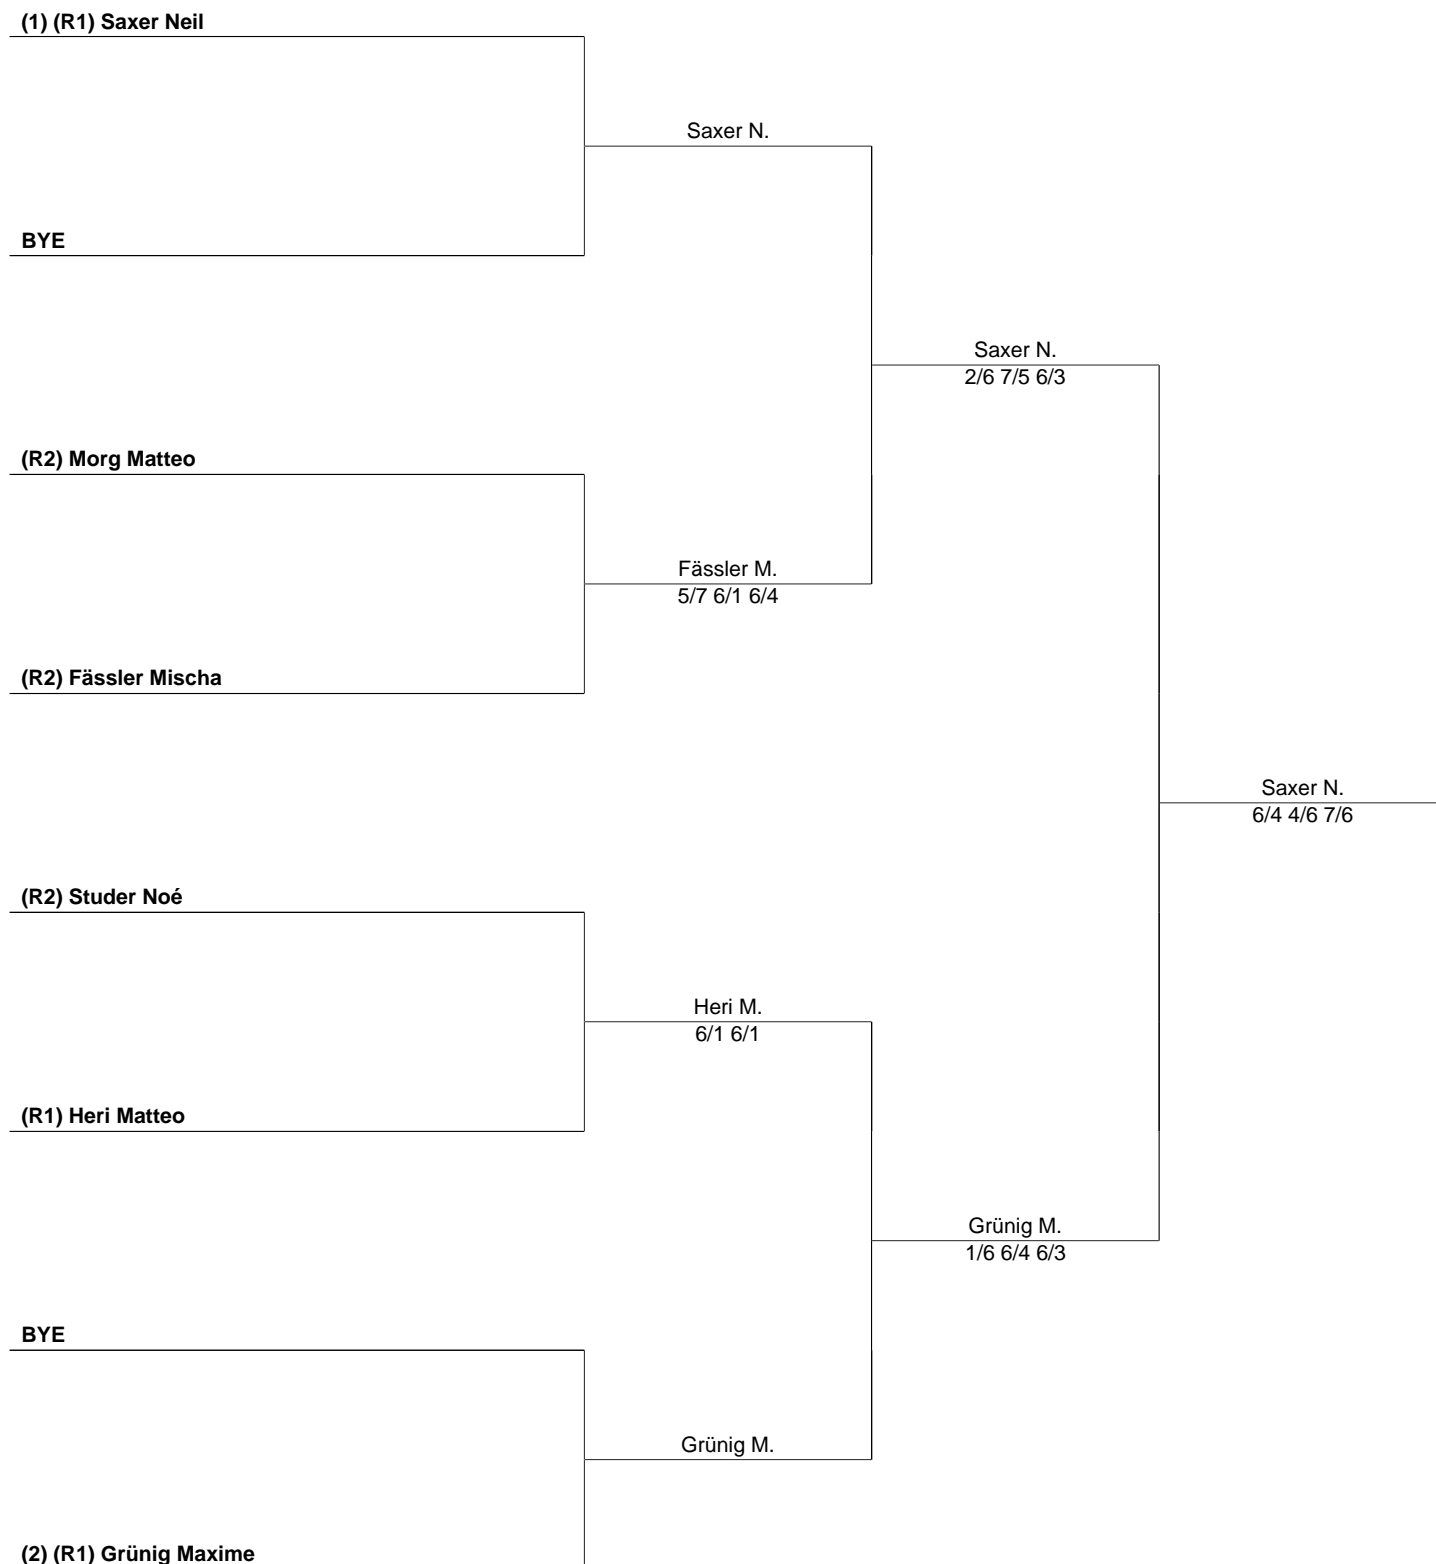 (1) (R1) Saxer Neil
Saxer N.
BYE
Saxer N.
2/6 7/5 6/3
(R2) Morg Matteo
Fässler M.
5/7 6/1 6/4
(R2) Fässler Mischa
Saxer N.
6/4 4/6 7/6
(R2) Studer Noé
Heri M.
6/1 6/1
(R1) Heri Matteo
Grünig M.
1/6 6/4 6/3
BYE
Grünig M.
(2) (R1) Grünig Maxime